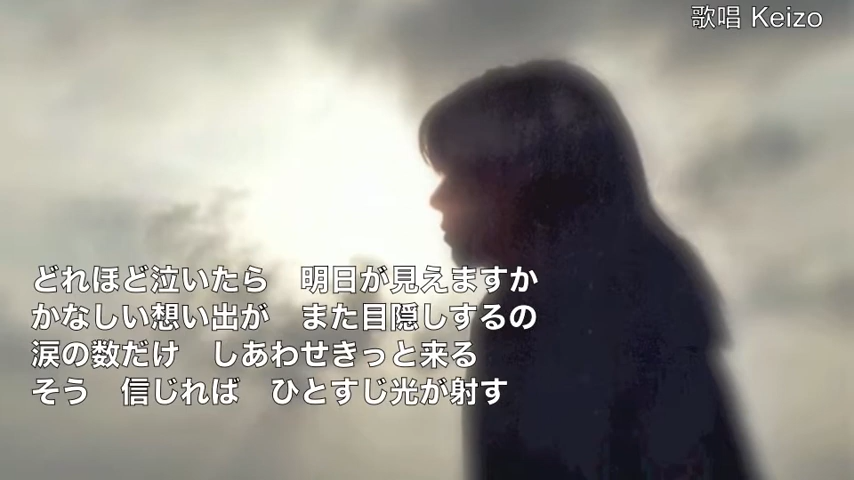 歌唱 Keizo
どれほど泣いたら　明日が見えますか
かなしい想い出が　また目隠しするの
涙の数だけ　しあわせきっと来る
そう　信じれば　ひとすじ光が射す